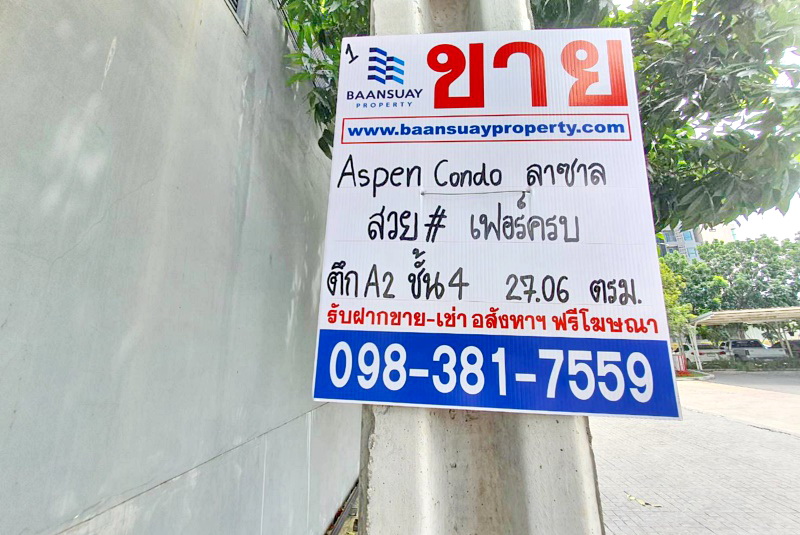 1
BAANSUAY
PROPERTY
ขาย
www.baansuayproperty.com
Aspen Condo ลาซาล
สวย # เฟอร์ครบ
ตึก A2 ชั้น 4 27.06 ตรม.
รับฝากขาย-เช่า อสังหาฯ ฟรีโฆษณา
098-381-7559